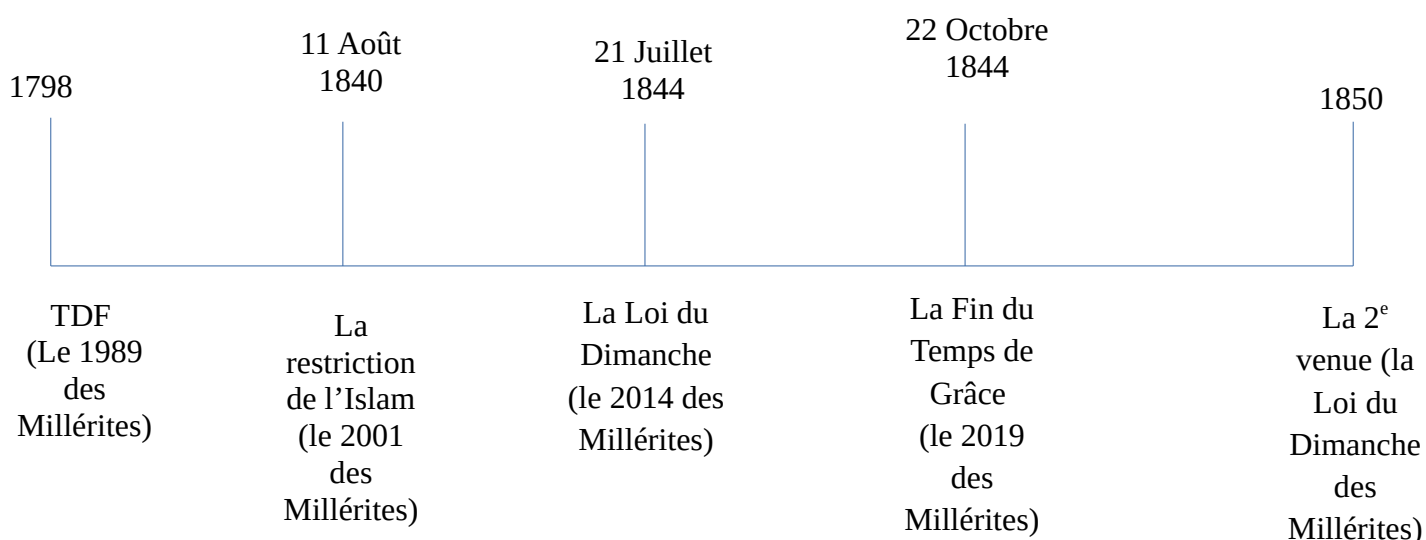 1798
11 Août
1840
21 Juillet
1844
22 Octobre
1844
1850
TDF
(Le 1989
des
Millérites)
La
restriction
de l’Islam
(le 2001
des
Millérites)
La Loi du
Dimanche
(le 2014 des
Millérites)
La Fin du
Temps de
Grâce
(le 2019
des
Millérites)
La 2e
venue (la
Loi du
Dimanche
des
Millérites)